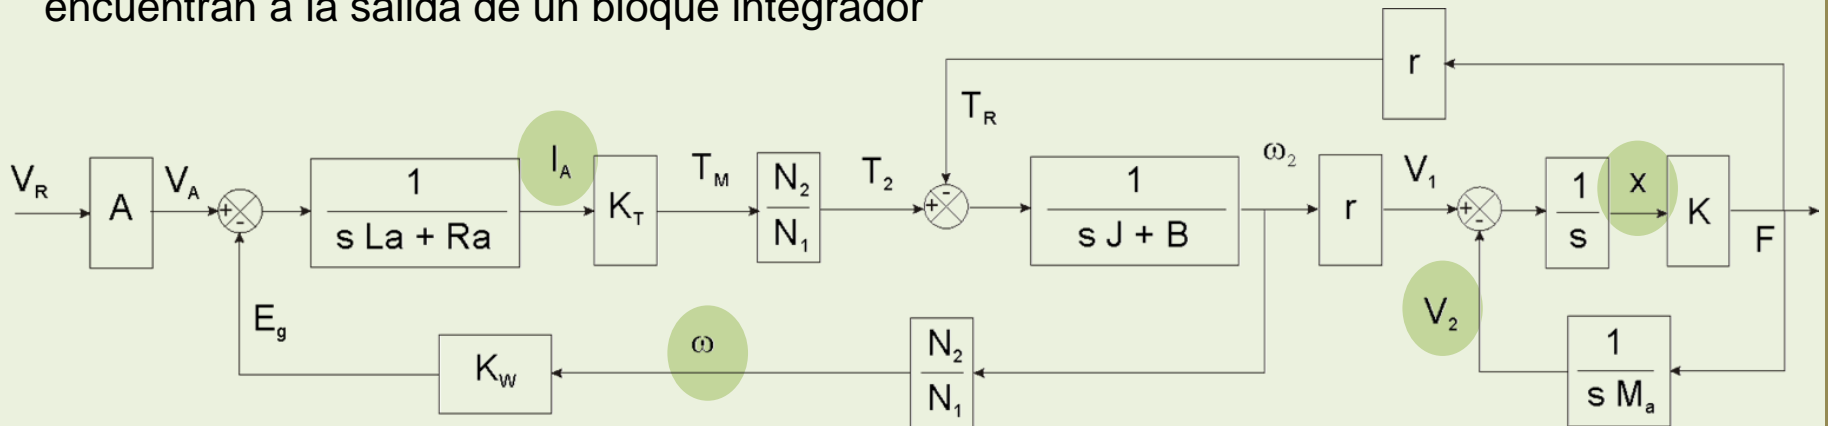 encuentran a la salida de un bloque integrador
r
T_R
V_R A V_A + - 1 / (s La + Ra) I_A K_T T_M N_2 / N_1 T_2 + - 1 / (s J + B) ω_2 r V_1 + - 1 / s x K F
E_g K_W ω N_2 / N_1 V_2 1 / (s M_a)